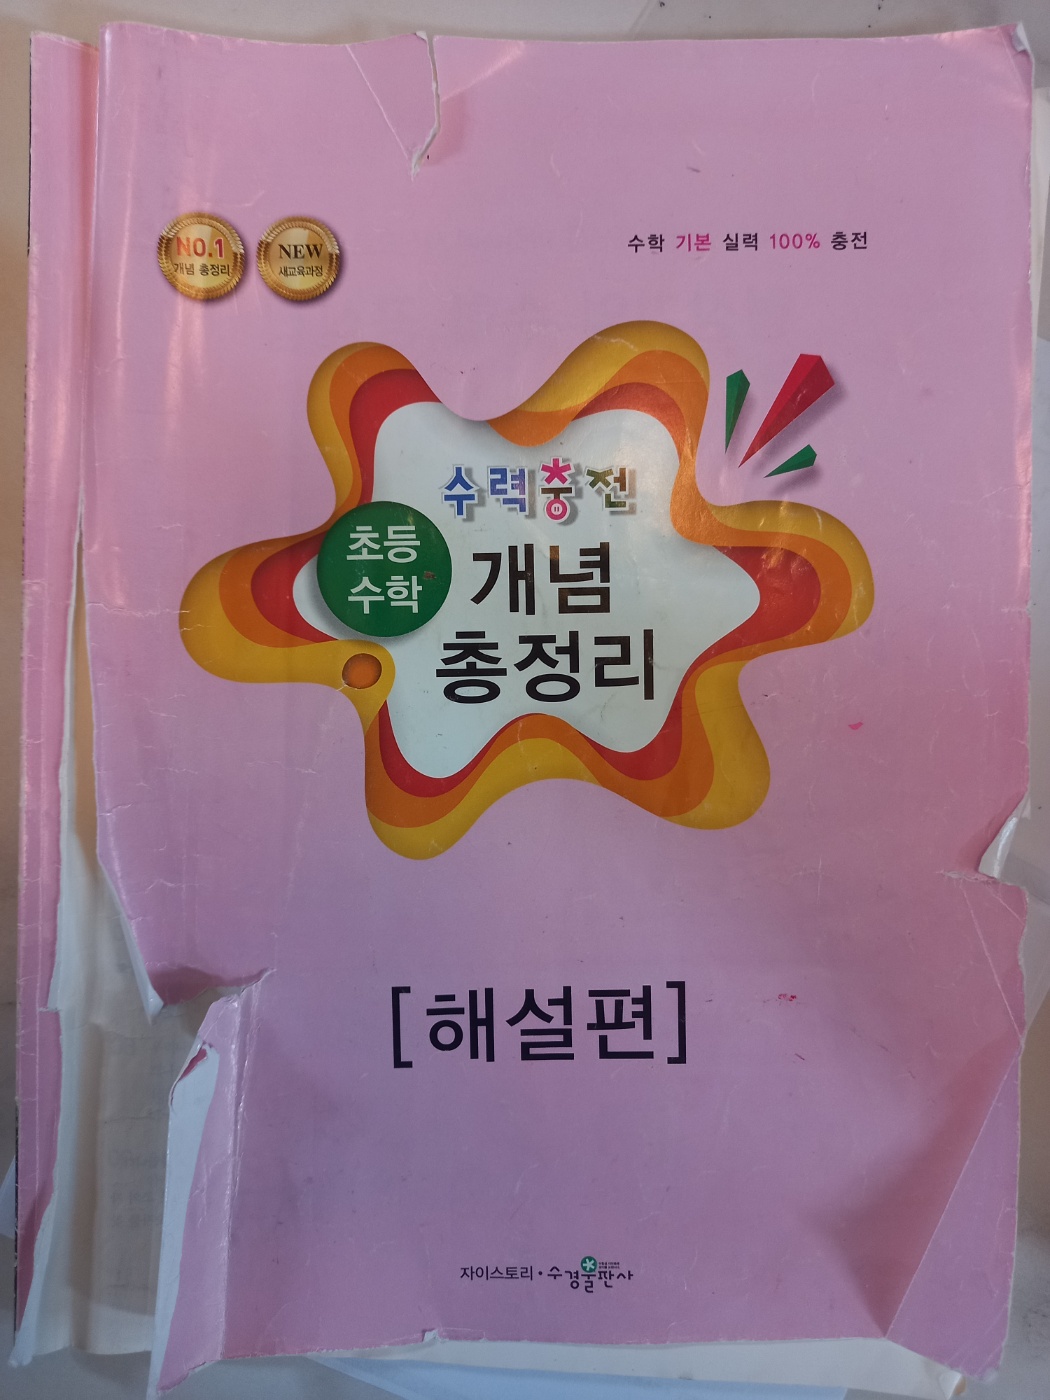 NO.1
개념 총정리
NEW
새교육과정
수학 기본 실력 100% 충전
수력충전
초등
수학
개념
총정리
[해설편]
자이스토리 • 수경출판사